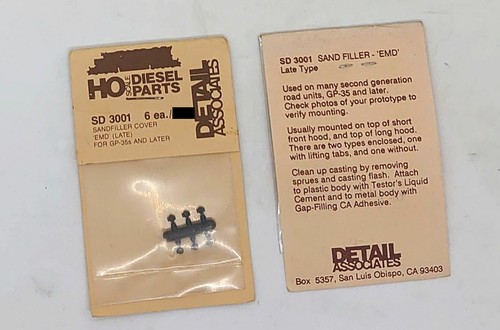 HO SCALE DIESEL PARTS
DETAIL ASSOCIATES
SD 3001 6 ea./
SANDFILLER COVER
'EMD' (LATE)
FOR GP-35s AND LATER
SD 3001 SAND FILLER - 'EMD'
Late Type
Used on many second generation
road units, GP-35 and later.
Check photos of your prototype to
verify mounting.
Usually mounted on top of short
front hood, and top of long hood.
There are two types enclosed, one
with lifting tabs, and one without.
Clean up casting by removing
sprues and casting flash. Attach
to plastic body with Testor's Liquid
Cement and to metal body with
Gap-Filling CA Adhesive.
DETAIL
ASSOCIATES
Box 5357, San Luis Obispo, CA 93403